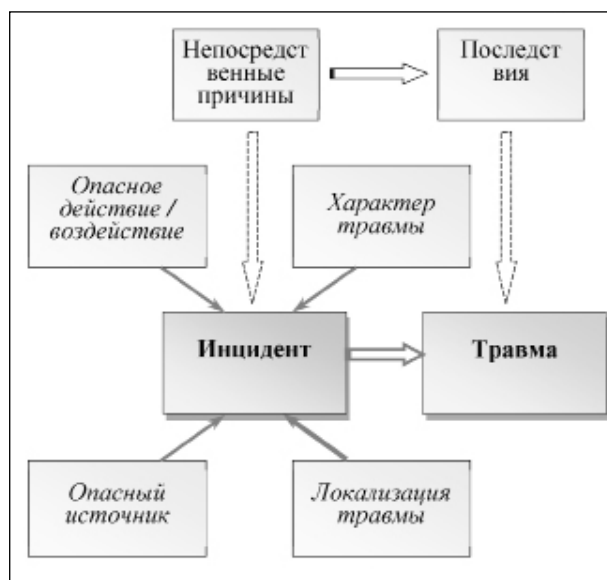 Непосредст
венные
причины
Последст
вия
Опасное
действие /
воздействие
Характер
травмы
Инцидент
Травма
Опасный
источник
Локализация
травмы